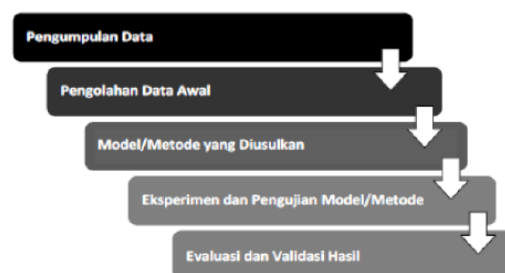 Pengumpulan Data
Pengolahan Data Awal
Model/Metode yang Diusulkan
Eksperimen dan Pengujian Model/Metode
Evaluasi dan Validasi Hasil